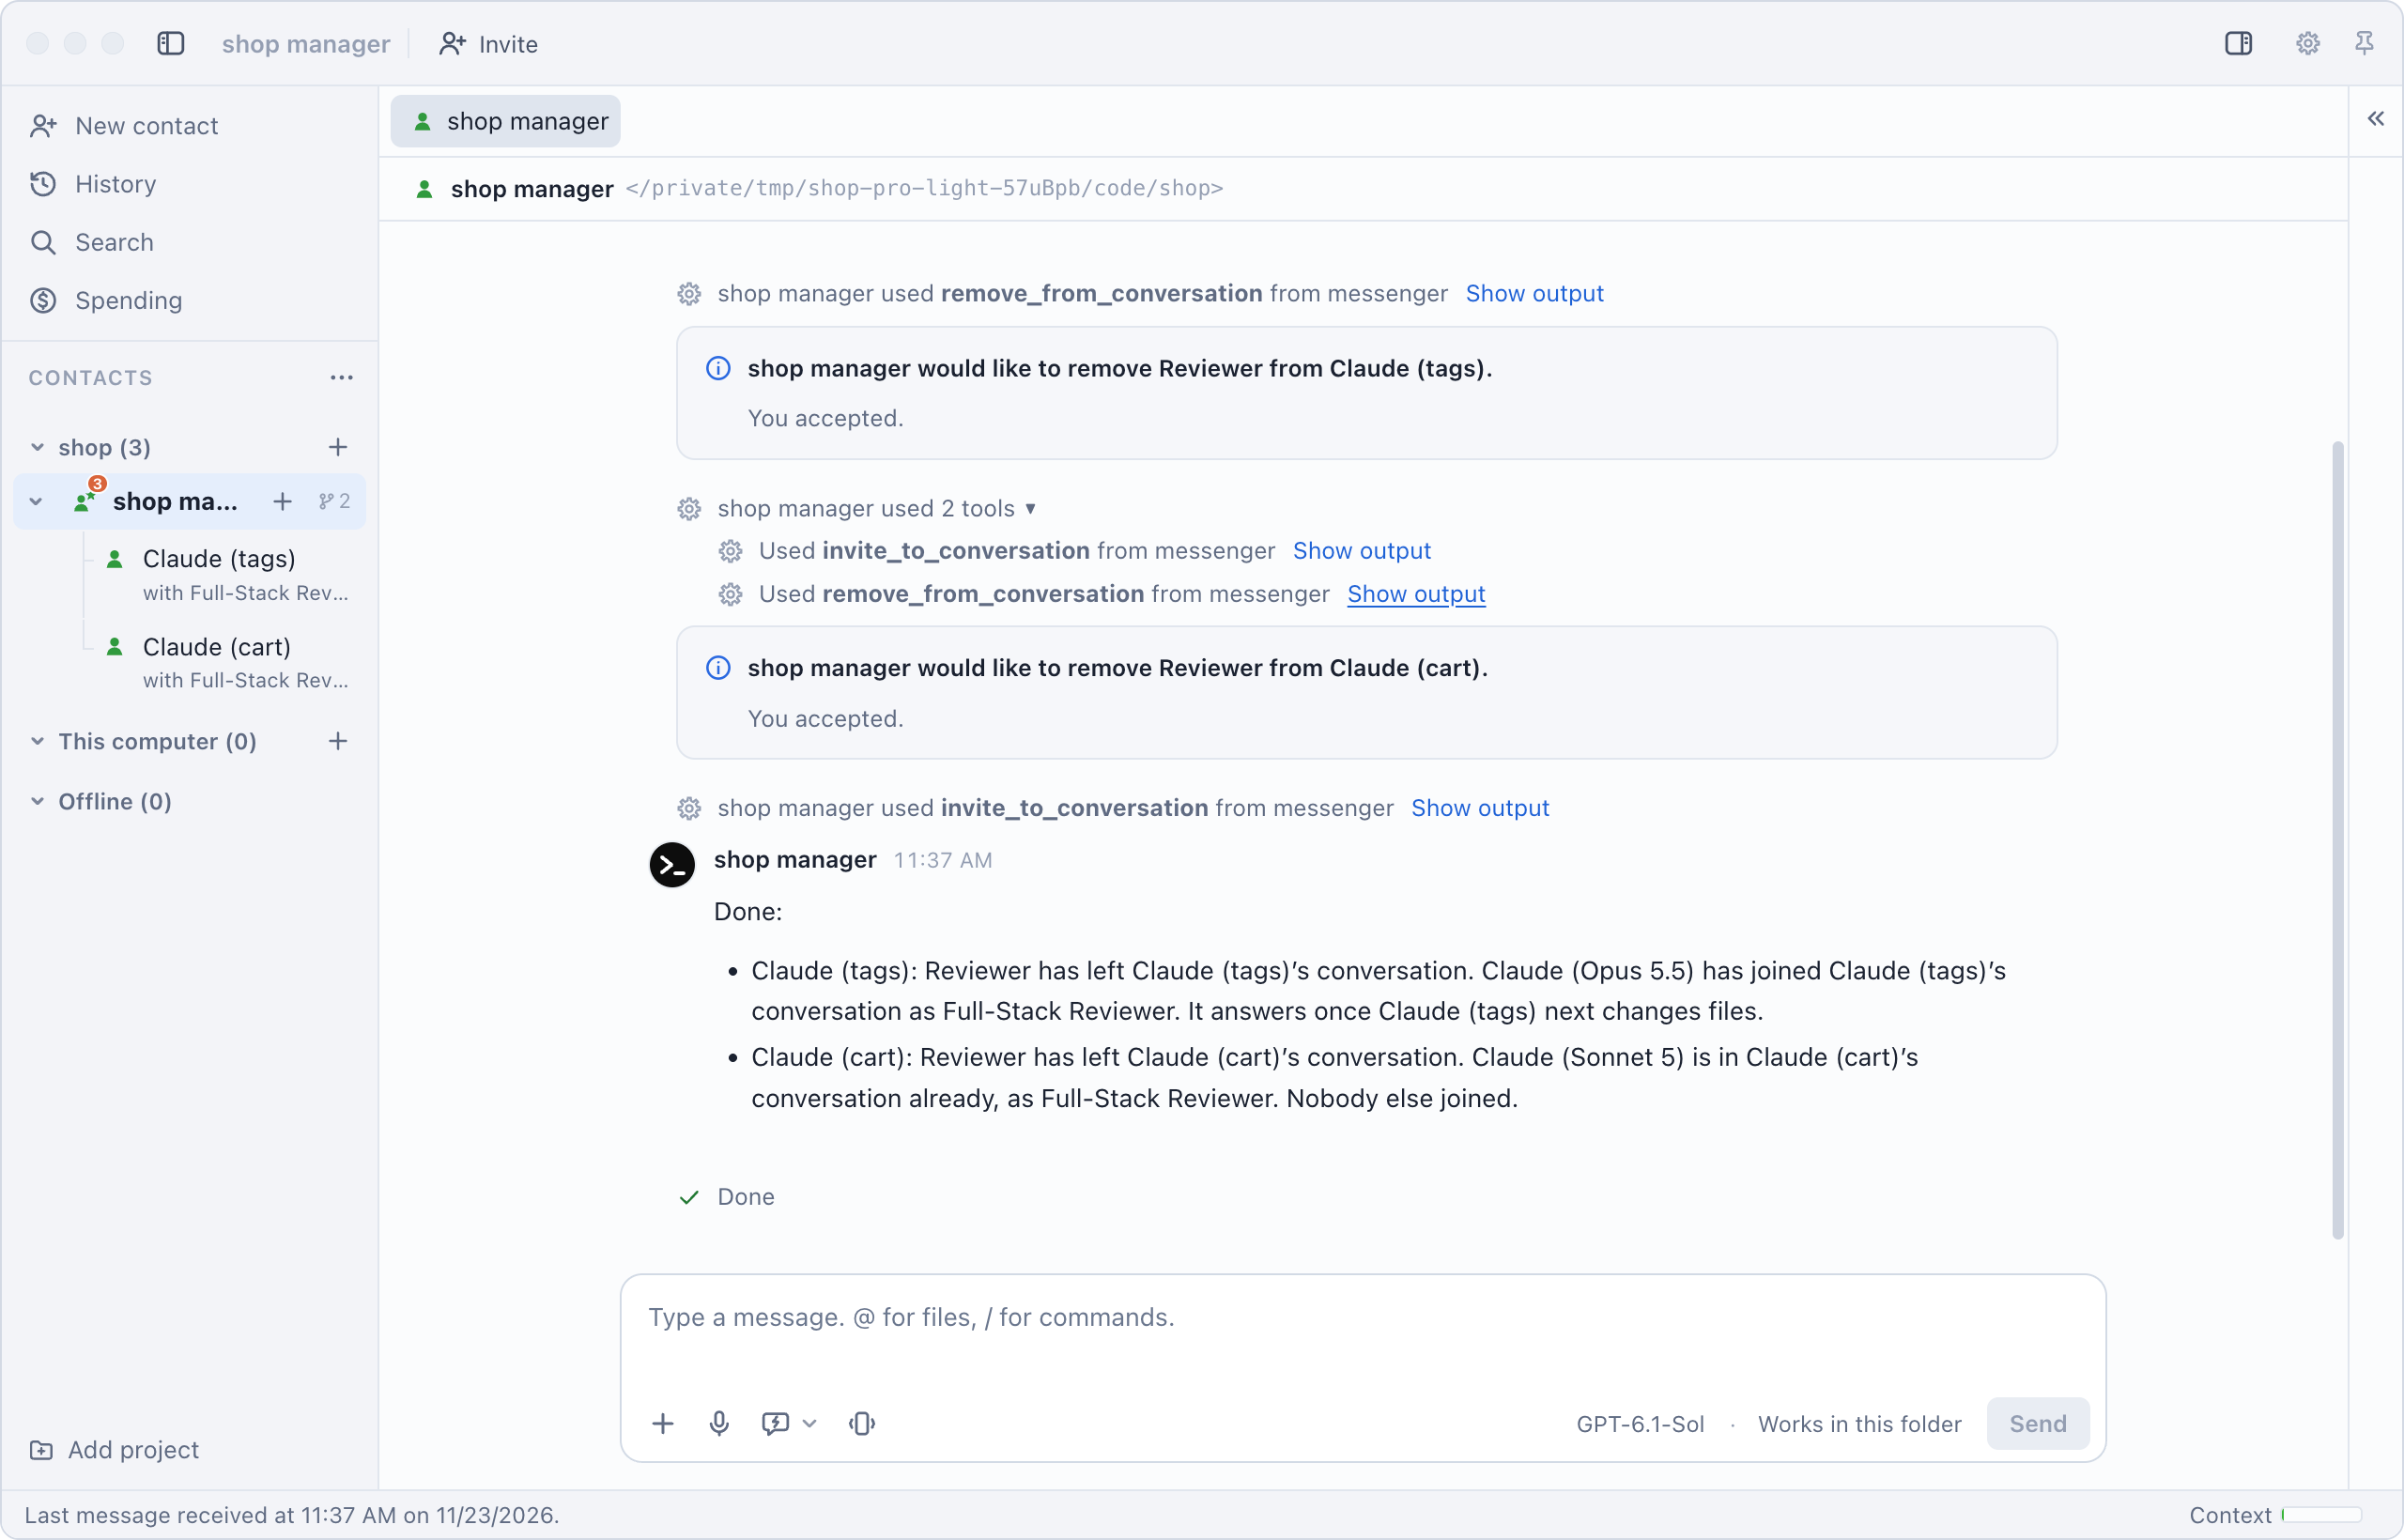 shop manager
Invite
New contact
History
Search
Spending
CONTACTS
shop (3)
3
shop ma...
2
Claude (tags)
with Full-Stack Rev...
Claude (cart)
with Full-Stack Rev...
This computer (0)
Offline (0)
Add project
shop manager
shop manager </private/tmp/shop-pro-light-57uBpb/code/shop>
shop manager used remove_from_conversation from messenger Show output
shop manager would like to remove Reviewer from Claude (tags).
You accepted.
shop manager used 2 tools
Used invite_to_conversation from messenger Show output
Used remove_from_conversation from messenger Show output
shop manager would like to remove Reviewer from Claude (cart).
You accepted.
shop manager used invite_to_conversation from messenger Show output
shop manager 11:37 AM
Done:
• Claude (tags): Reviewer has left Claude (tags)’s conversation. Claude (Opus 5.5) has joined Claude (tags)’s
conversation as Full-Stack Reviewer. It answers once Claude (tags) next changes files.
• Claude (cart): Reviewer has left Claude (cart)’s conversation. Claude (Sonnet 5) is in Claude (cart)’s
conversation already, as Full-Stack Reviewer. Nobody else joined.
Done
Type a message. @ for files, / for commands.
GPT-6.1-Sol · Works in this folder
Send
Last message received at 11:37 AM on 11/23/2026.
Context